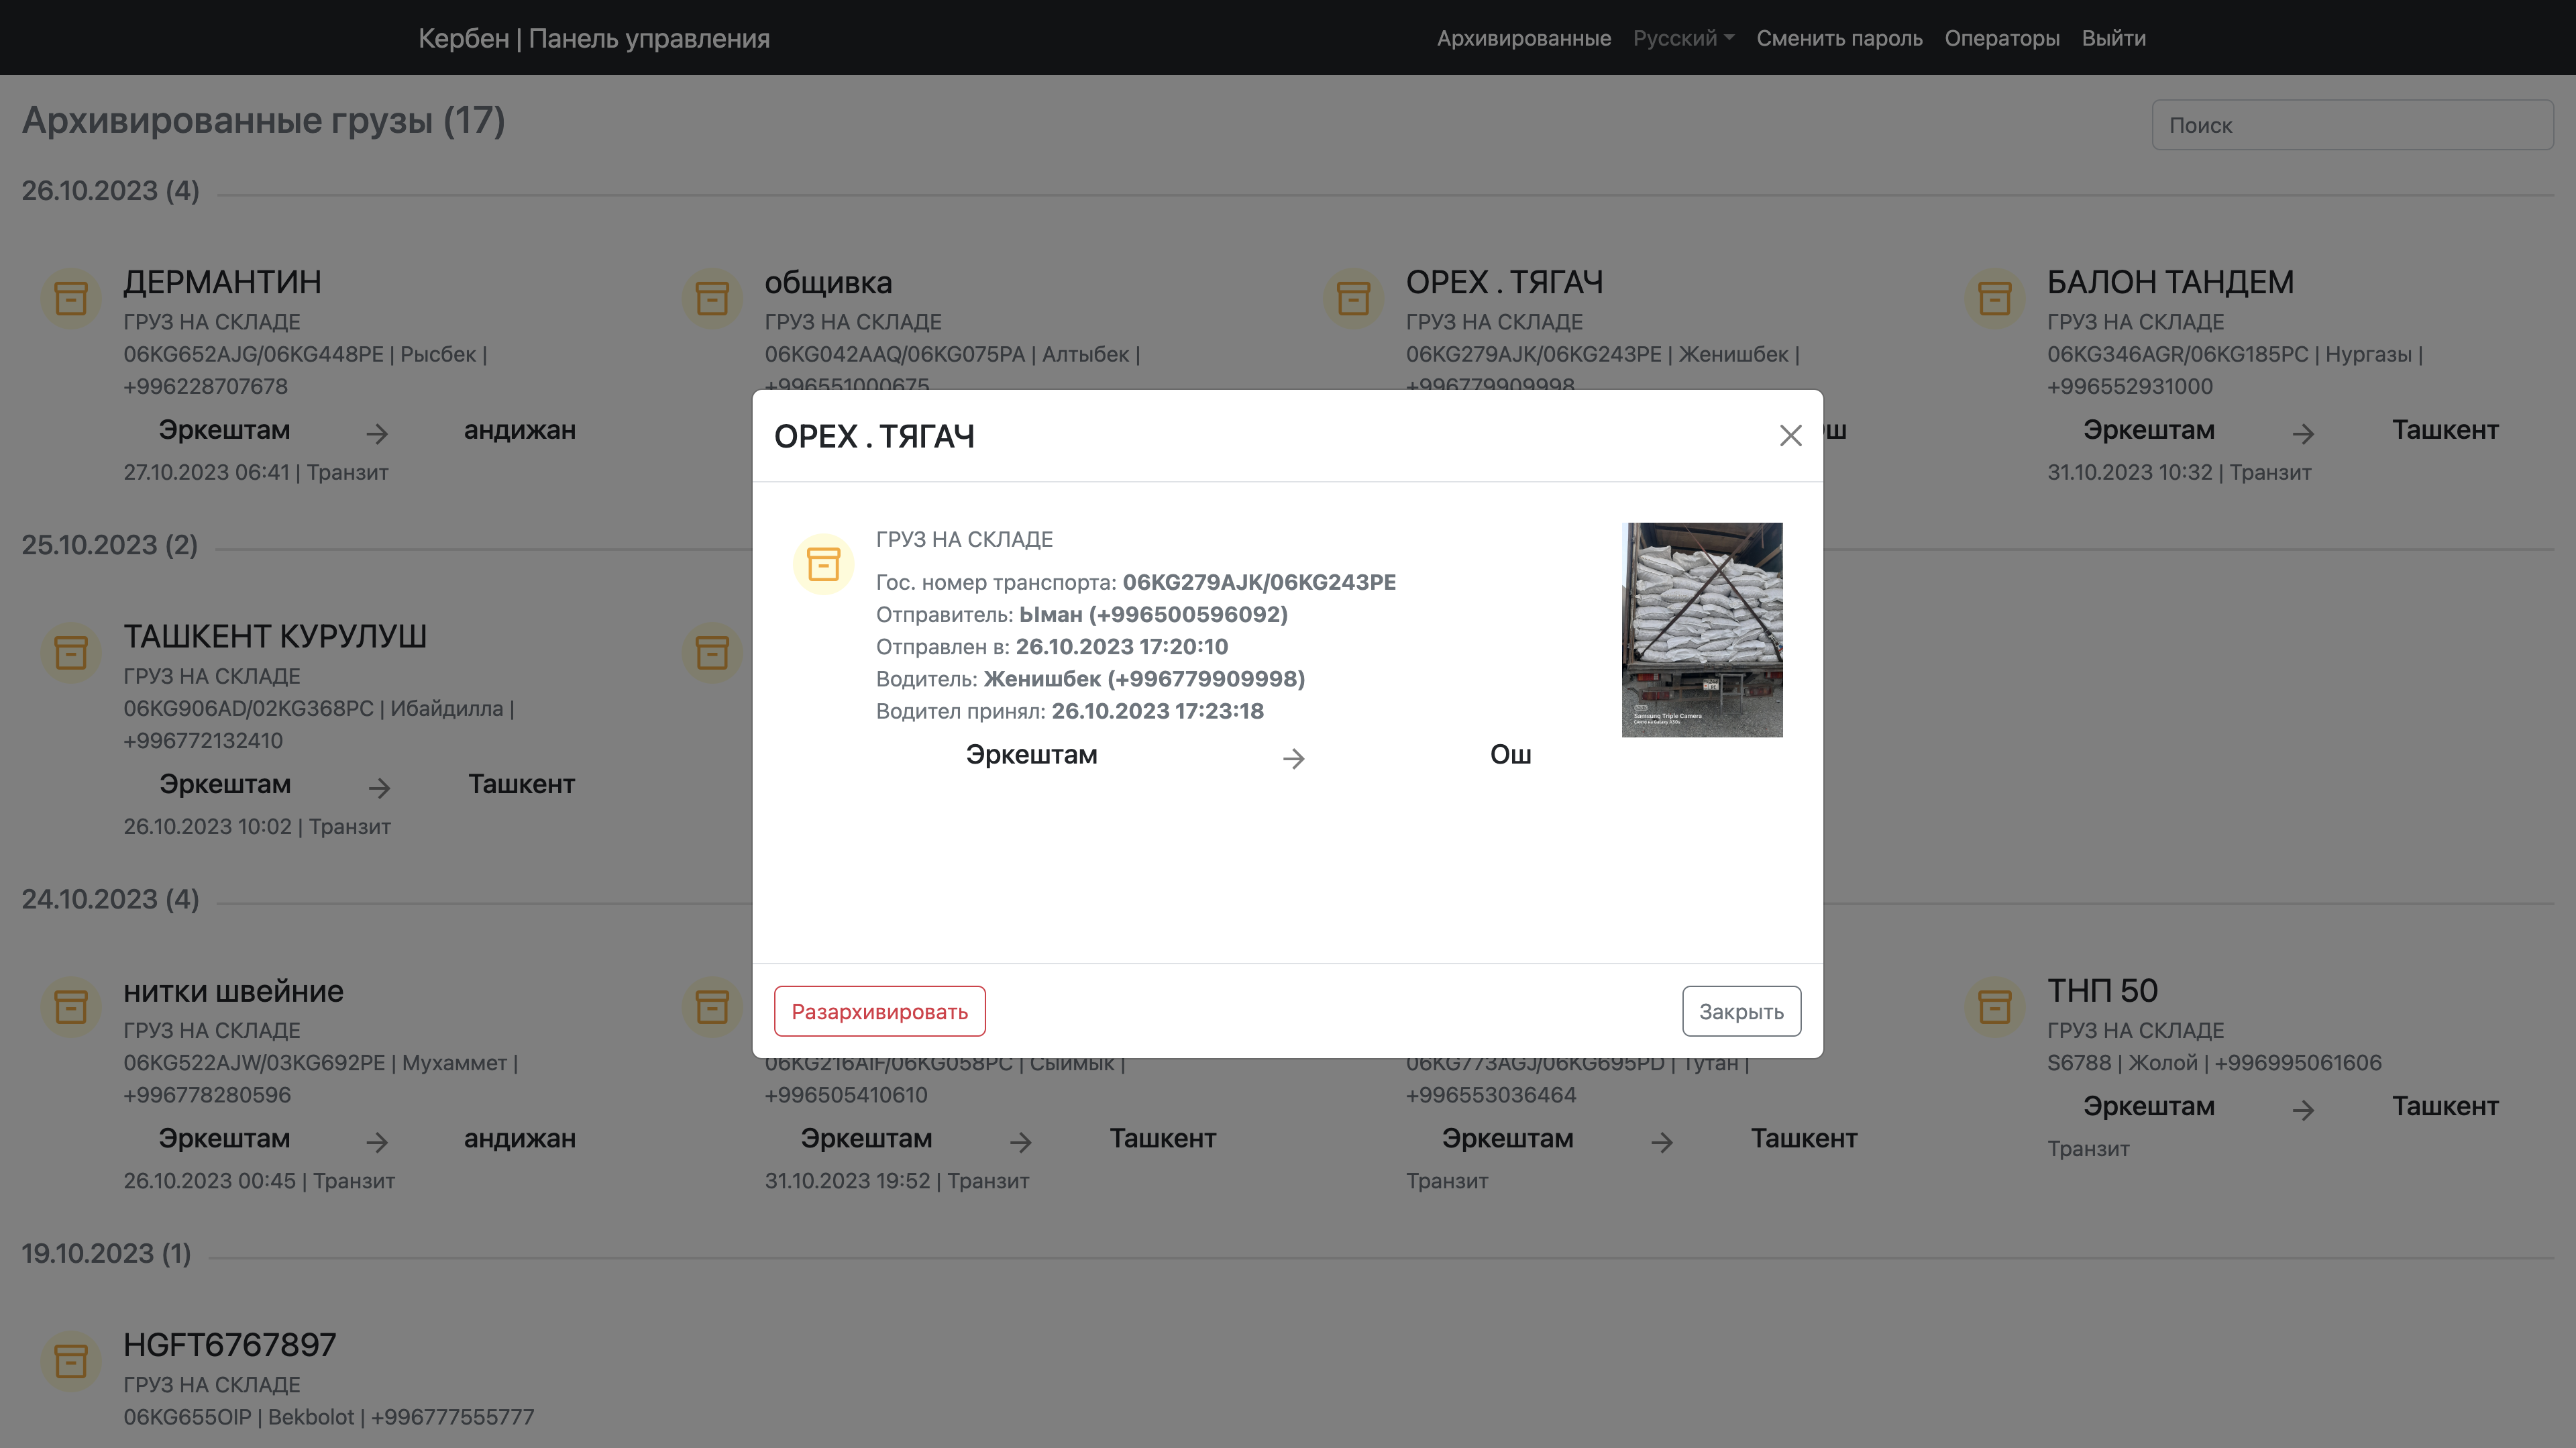 Кербен | Панель управления
Архивированные Русский Сменить пароль Операторы Выйти
Архивированные грузы (17)
Поиск
26.10.2023 (4)
ДЕРМАНТИН
ГРУЗ НА СКЛАДЕ
06KG652AJG/06KG448PE | Рысбек |
+996228707678
Эркештам → андижан
27.10.2023 06:41 | Транзит
общивка
ГРУЗ НА СКЛАДЕ
06KG042AAQ/06KG075PA | Алтыбек |
+996551000675
ОРЕХ . ТЯГАЧ
ГРУЗ НА СКЛАДЕ
06KG279AJK/06KG243PE | Женишбек |
+996779909998
Ош
БАЛОН ТАНДЕМ
ГРУЗ НА СКЛАДЕ
06KG346AGR/06KG185PC | Нургазы |
+996552931000
Эркештам → Ташкент
31.10.2023 10:32 | Транзит
ОРЕХ . ТЯГАЧ
ГРУЗ НА СКЛАДЕ
Гос. номер транспорта: 06KG279AJK/06KG243PE
Отправитель: Ыман (+996500596092)
Отправлен в: 26.10.2023 17:20:10
Водитель: Женишбек (+996779909998)
Водител принял: 26.10.2023 17:23:18
Эркештам → Ош
Samsung Triple Camera
Разархивировать
Закрыть
25.10.2023 (2)
ТАШКЕНТ КУРУЛУШ
ГРУЗ НА СКЛАДЕ
06KG906AD/02KG368PC | Ибайдилла |
+996772132410
Эркештам → Ташкент
26.10.2023 10:02 | Транзит
24.10.2023 (4)
нитки швейние
ГРУЗ НА СКЛАДЕ
06KG522AJW/03KG692PE | Мухаммет |
+996778280596
Эркештам → андижан
26.10.2023 00:45 | Транзит
06KG216AIF/06KG058PC | Сыймык |
+996505410610
Эркештам → Ташкент
31.10.2023 19:52 | Транзит
06KG773AGJ/06KG695PD | Тутан |
+996553036464
Эркештам → Ташкент
Транзит
ТНП 50
ГРУЗ НА СКЛАДЕ
S6788 | Жолой | +996995061606
Эркештам → Ташкент
Транзит
19.10.2023 (1)
HGFT6767897
ГРУЗ НА СКЛАДЕ
06KG655OIP | Bekbolot | +996777555777